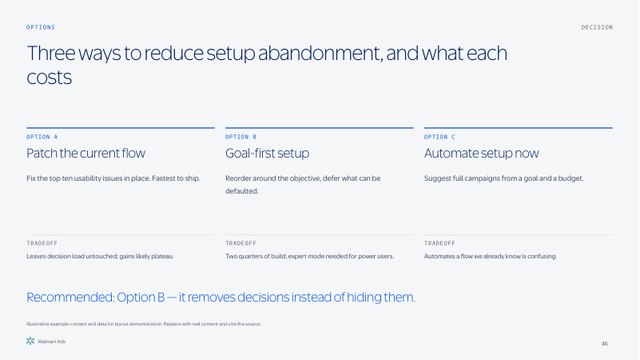 OPTIONS
DECISION
Three ways to reduce setup abandonment, and what each
costs
OPTION A
Patch the current flow
Fix the top ten usability issues in place. Fastest to ship.
TRADEOFF
Leaves decision load untouched; gains likely plateau.
OPTION B
Goal-first setup
Reorder around the objective, defer what can be
defaulted.
TRADEOFF
Two quarters of build; expert mode needed for power users.
OPTION C
Automate setup now
Suggest full campaigns from a goal and a budget.
TRADEOFF
Automates a flow we already know is confusing.
Recommended: Option B — it removes decisions instead of hiding them.
Illustrative example content and data for layout demonstration. Replace with real content and cite the source.
Walmart Ads
46